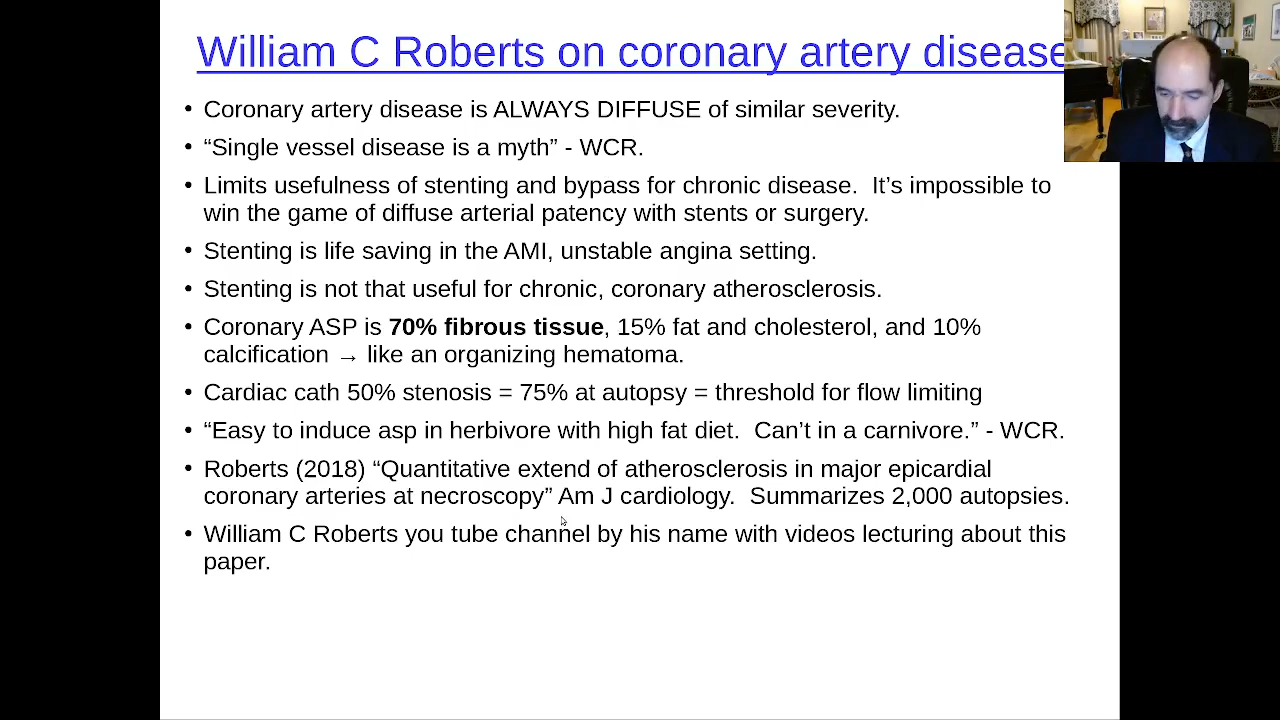 William C Roberts on coronary artery disease
• Coronary artery disease is ALWAYS DIFFUSE of similar severity.
• “Single vessel disease is a myth” - WCR.
• Limits usefulness of stenting and bypass for chronic disease.  It’s impossible to
win the game of diffuse arterial patency with stents or surgery.
• Stenting is life saving in the AMI, unstable angina setting.
• Stenting is not that useful for chronic, coronary atherosclerosis.
• Coronary ASP is 70% fibrous tissue, 15% fat and cholesterol, and 10%
calcification → like an organizing hematoma.
• Cardiac cath 50% stenosis = 75% at autopsy = threshold for flow limiting
• “Easy to induce asp in herbivore with high fat diet.  Can’t in a carnivore.” - WCR.
• Roberts (2018) “Quantitative extend of atherosclerosis in major epicardial
coronary arteries at necroscopy” Am J cardiology.  Summarizes 2,000 autopsies.
• William C Roberts you tube channel by his name with videos lecturing about this
paper.